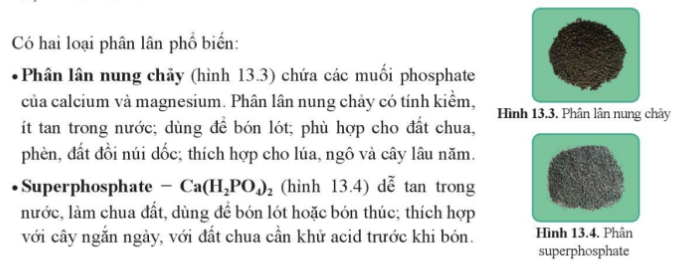 Có hai loại phân lân phổ biến:
• Phân lân nung chảy (hình 13.3) chứa các muối phosphate
của calcium và magnesium. Phân lân nung chảy có tính kiềm,
ít tan trong nước; dùng để bón lót; phù hợp cho đất chua,
phèn, đất đồi núi dốc; thích hợp cho lúa, ngô và cây lâu năm.
• Superphosphate – Ca(H₂PO₄)₂ (hình 13.4) dễ tan trong
nước, làm chua đất, dùng để bón lót hoặc bón thúc; thích hợp
với cây ngắn ngày, với đất chua cần khử acid trước khi bón.
Hình 13.3. Phân lân nung chảy
Hình 13.4. Phân
superphosphate